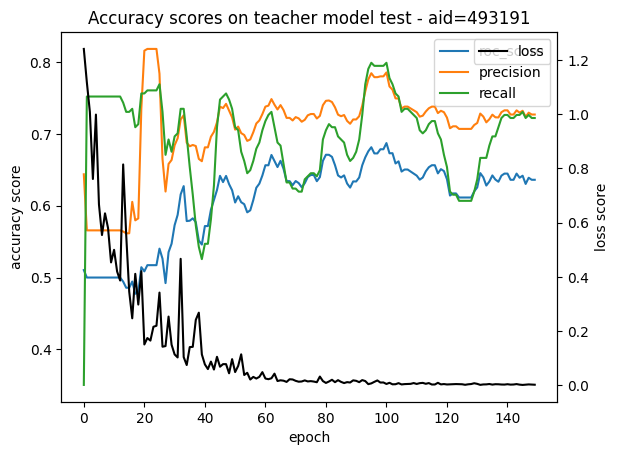 Accuracy scores on teacher model test - aid=493191
loss
precision
recall
accuracy score
0.8
0.7
0.6
0.5
0.4
1.2
1.0
0.8
0.6
0.4
0.2
0.0
loss score
0 20 40 60 80 100 120 140
epoch